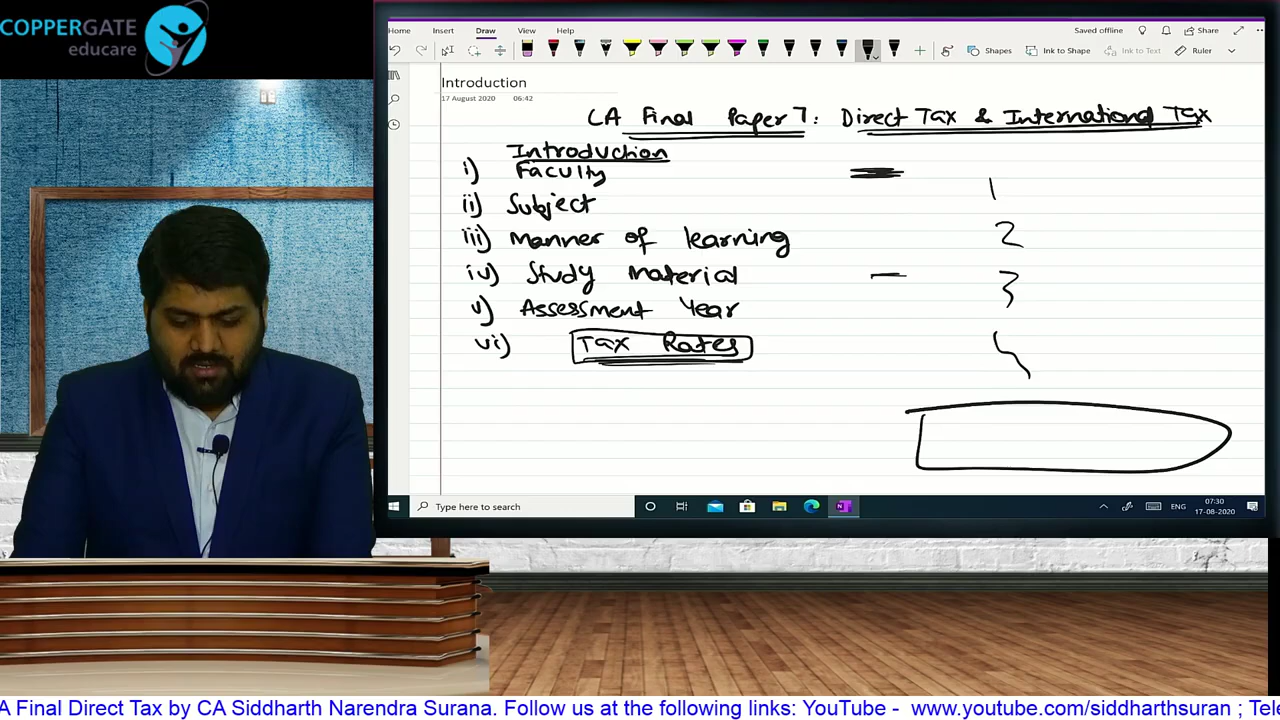 COPPERGATE
educare
Home Insert Draw View Help
Saved offline
Share
Shapes
Ink to Shape
Ink to Text
Ruler
Introduction
17 August 2020 06:42
CA Final Paper 7: Direct Tax & International Tax
Introduction
i) Faculty
ii) Subject
iii) Manner of learning
iv) Study Material
v) Assessment Year
vi) Tax Rates
1
2
3
4
Type here to search
ENG
07:30
17-08-2020
A Final Direct Tax by CA Siddharth Narendra Surana. Follow us at the following links: YouTube - www.youtube.com/siddharthsuran ; Tele